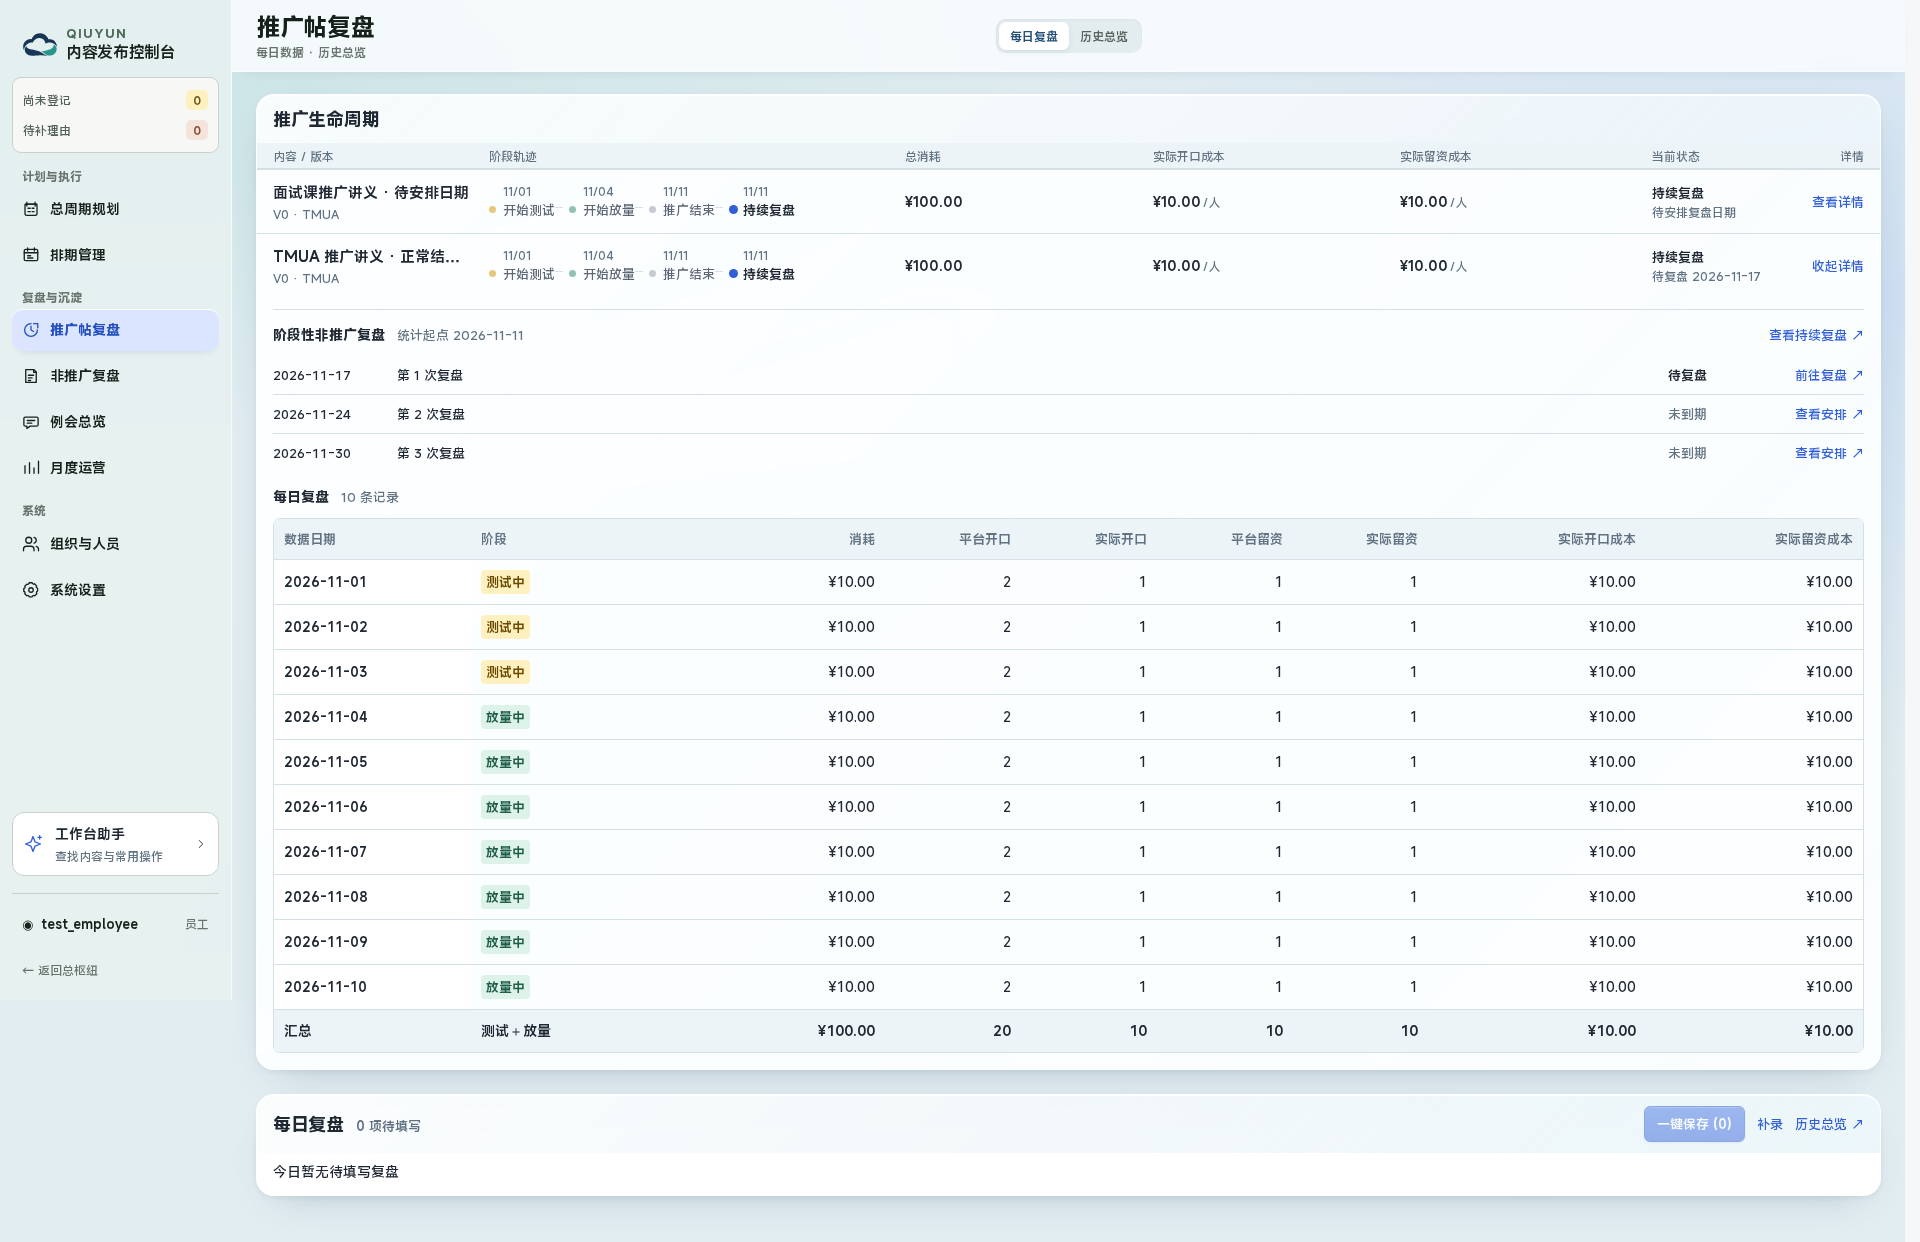 QIUYUN
内容发布控制台
尚未登记 0
待补理由 0
计划与执行
总周期规划
排期管理
复盘与沉淀
推广帖复盘
非推广复盘
例会总览
月度运营
系统
组织与人员
系统设置
工作台助手
查找内容与常用操作
test_employee 员工
← 返回总枢纽
推广帖复盘
每日数据 · 历史总览
每日复盘 历史总览
推广生命周期
内容 / 版本 阶段轨迹 总消耗 实际开口成本 实际留资成本 当前状态 详情
面试课推广讲义 · 待安排日期
V0 · TMUA
11/01 11/04 11/11 11/11
开始测试 开始放量 推广结束 持续复盘
¥100.00 ¥10.00 /人 ¥10.00 /人
持续复盘
待安排复盘日期
查看详情
TMUA 推广讲义 · 正常结…
V0 · TMUA
11/01 11/04 11/11 11/11
开始测试 开始放量 推广结束 持续复盘
¥100.00 ¥10.00 /人 ¥10.00 /人
持续复盘
待复盘 2026-11-17
收起详情
阶段性非推广复盘 统计起点 2026-11-11 查看持续复盘 ↗
2026-11-17 第 1 次复盘 待复盘 前往复盘 ↗
2026-11-24 第 2 次复盘 未到期 查看安排 ↗
2026-11-30 第 3 次复盘 未到期 查看安排 ↗
每日复盘 10 条记录
数据日期 阶段 消耗 平台开口 实际开口 平台留资 实际留资 实际开口成本 实际留资成本
2026-11-01 测试中 ¥10.00 2 1 1 1 ¥10.00 ¥10.00
2026-11-02 测试中 ¥10.00 2 1 1 1 ¥10.00 ¥10.00
2026-11-03 测试中 ¥10.00 2 1 1 1 ¥10.00 ¥10.00
2026-11-04 放量中 ¥10.00 2 1 1 1 ¥10.00 ¥10.00
2026-11-05 放量中 ¥10.00 2 1 1 1 ¥10.00 ¥10.00
2026-11-06 放量中 ¥10.00 2 1 1 1 ¥10.00 ¥10.00
2026-11-07 放量中 ¥10.00 2 1 1 1 ¥10.00 ¥10.00
2026-11-08 放量中 ¥10.00 2 1 1 1 ¥10.00 ¥10.00
2026-11-09 放量中 ¥10.00 2 1 1 1 ¥10.00 ¥10.00
2026-11-10 放量中 ¥10.00 2 1 1 1 ¥10.00 ¥10.00
汇总 测试 + 放量 ¥100.00 20 10 10 10 ¥10.00 ¥10.00
每日复盘 0 项待填写 一键保存 (0) 补录 历史总览 ↗
今日暂无待填写复盘